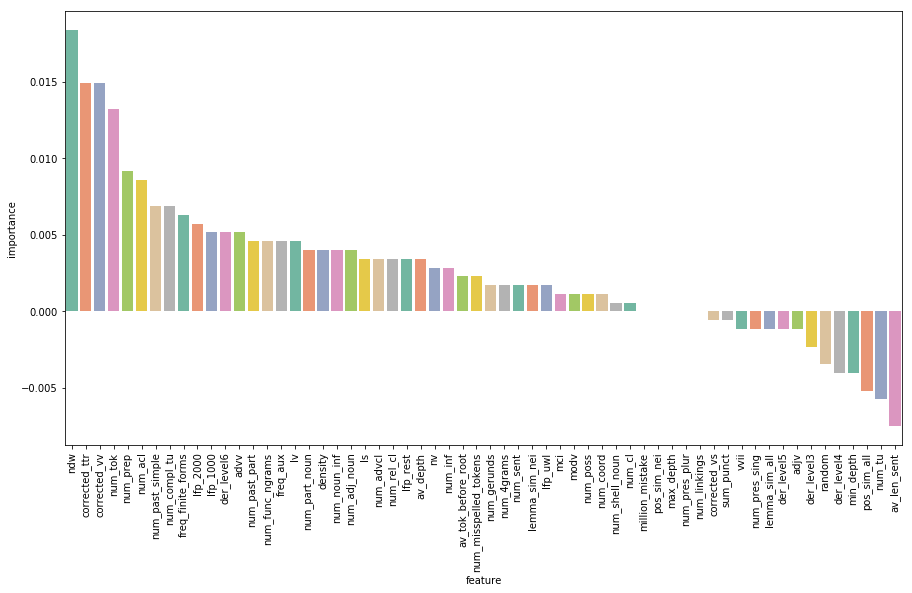 importance
0.015
0.010
0.005
0.000
−0.005
ndw
corrected_ttr
corrected_vv
num_tok
num_prep
num_acl
num_past_simple
num_compl_tu
freq_finite_forms
lfp_2000
lfp_1000
der_level6
advv
num_past_part
num_func_ngrams
freq_aux
lv
num_part_noun
density
num_noun_inf
num_adj_noun
ls
num_advcl
num_rel_cl
lfp_rest
av_depth
nv
num_inf
av_tok_before_root
num_misspelled_tokens
num_gerunds
num_4grams
num_sent
lemma_sim_nei
lfp_uwl
mci
modv
num_poss
num_coord
num_shell_noun
num_cl
million_mistake
pos_sim_nei
max_depth
num_pres_plur
num_linkings
corrected_vs
sum_punct
vvii
num_pres_sing
lemma_sim_all
der_level5
adjv
der_level3
random
der_level4
min_depth
pos_sim_all
num_tu
av_len_sent
feature